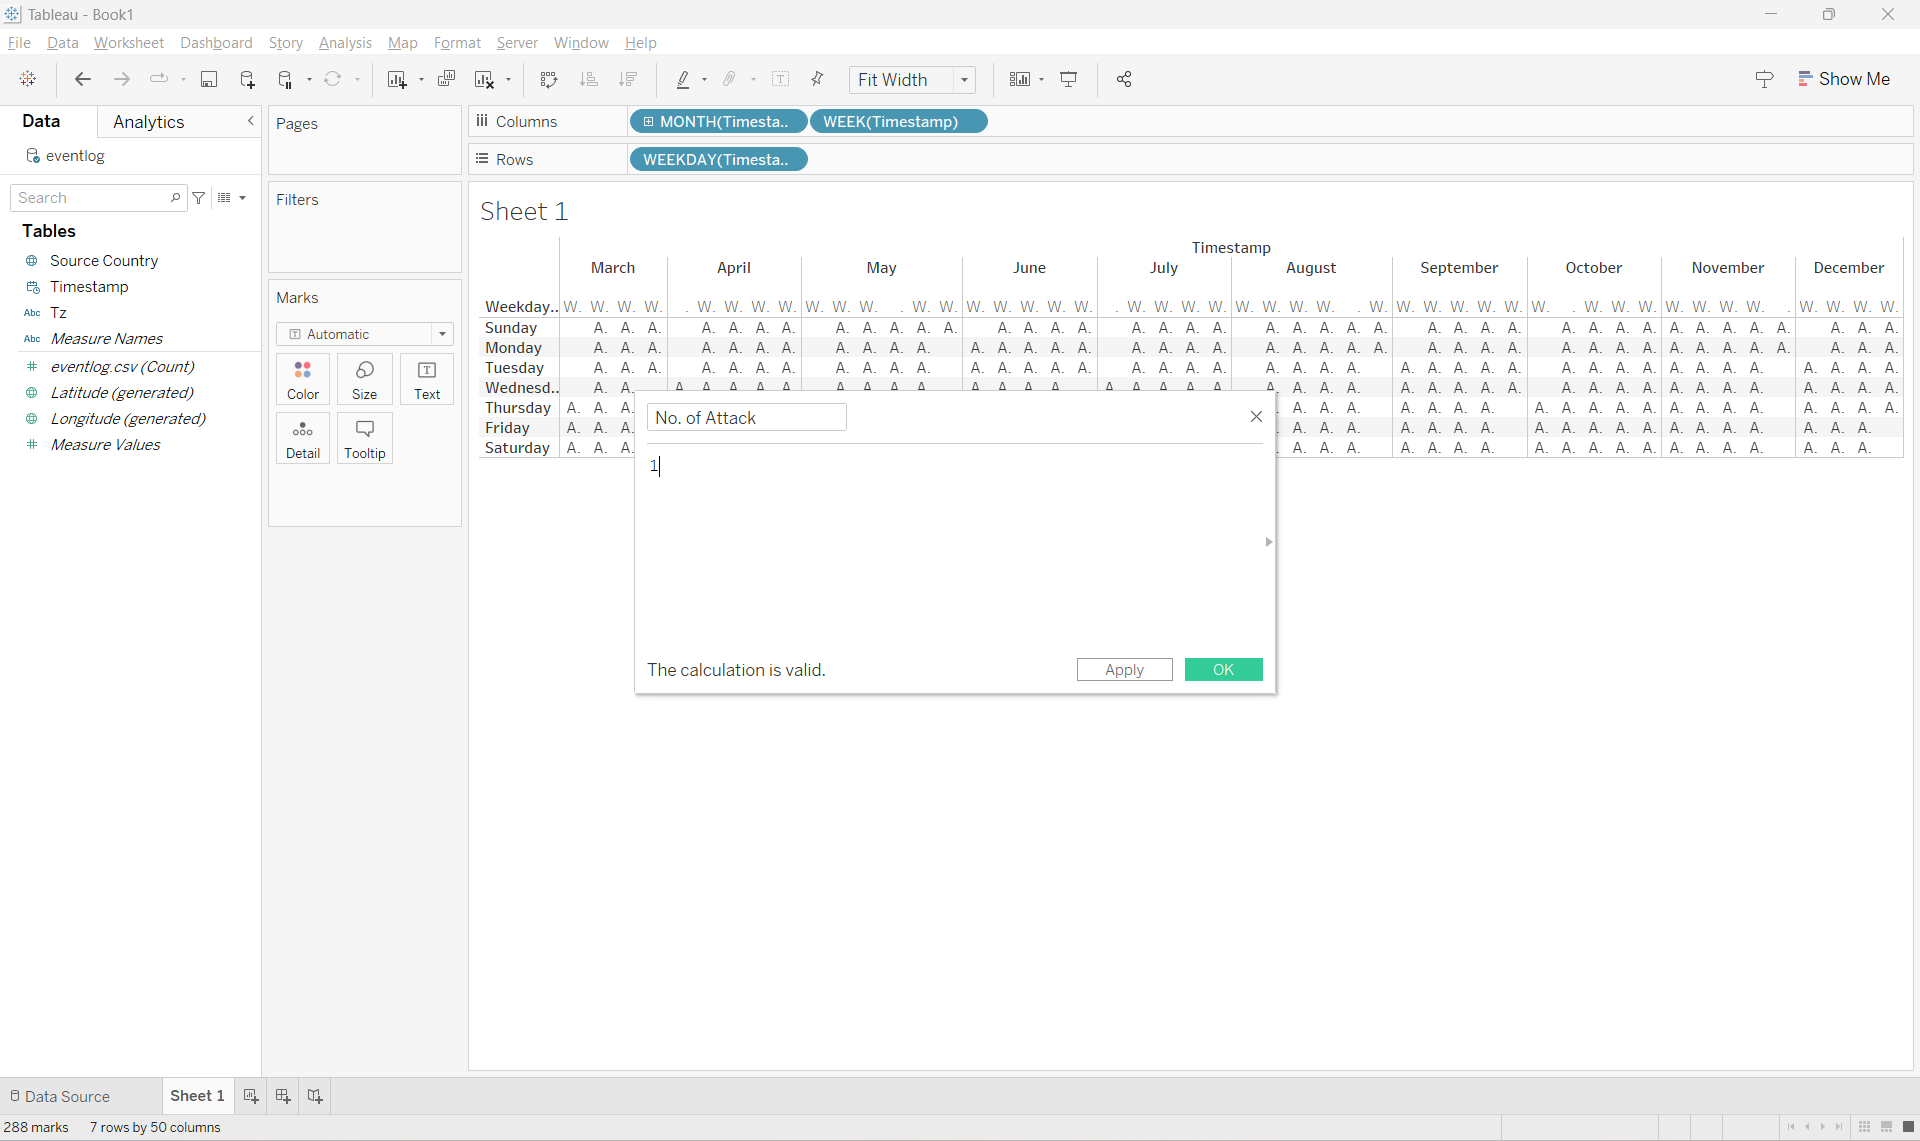 Tableau - Book1
File Data Worksheet Dashboard Story Analysis Map Format Server Window Help
Fit Width
Show Me
Data Analytics
eventlog
Search
Tables
Source Country
Timestamp
Abc Tz
Abc Measure Names
eventlog.csv (Count)
Latitude (generated)
Longitude (generated)
Measure Values
Pages
Filters
Marks
Automatic
Color Size Text
Detail Tooltip
Columns MONTH(Timesta.. WEEK(Timestamp)
Rows WEEKDAY(Timesta..
Sheet 1
Timestamp
March April May June July August September October November December
Weekday.. W. W. W. W. . W. W. W. W. W. W. W. . W. W. W. W. W. W. W. . W. W. W. W. W. W. W. W. . W. W. W. W. W. W. W. . W. W. W. W. W. W. W. . W. W. W. W.
Sunday A. A. A. A. A. A. A. A. A. A. A. A. A. A. A. A. A. A. A. A. A. A. A. A. A. A. A. A. A. A. A. A. A. A. A. A. A. A. A. A. A.
Monday A. A. A. A. A. A. A. A. A. A. A. A. A. A. A. A. A. A. A. A. A. A. A. A. A. A. A. A. A. A. A. A. A. A. A. A. A. A. A. A. A.
Tuesday A. A. A. A. A. A. A. A. A. A. A. A. A. A. A. A. A. A. A. A. A. A. A. A. A. A. A. A. A. A. A. A. A. A. A. A. A. A. A. A. A.
Wednesd.. A. A. A. A. A. A. A. A. A. A. A. A. A. A. A. A. A. A. A. A. A. A. A. A. A. A. A. A. A. A. A. A. A. A. A. A. A. A. A. A. A.
Thursday A. A. A. A. A. A. A. A. A. A. A. A. A. A. A. A. A. A. A. A. A. A.
Friday A. A. A. A. A. A. A. A. A. A. A. A. A. A. A. A. A. A. A. A. A. A.
Saturday A. A. A. A. A. A. A. A. A. A. A. A. A. A. A. A. A. A. A. A. A. A.
No. of Attack
1
The calculation is valid.
Apply OK
Data Source Sheet 1
288 marks 7 rows by 50 columns